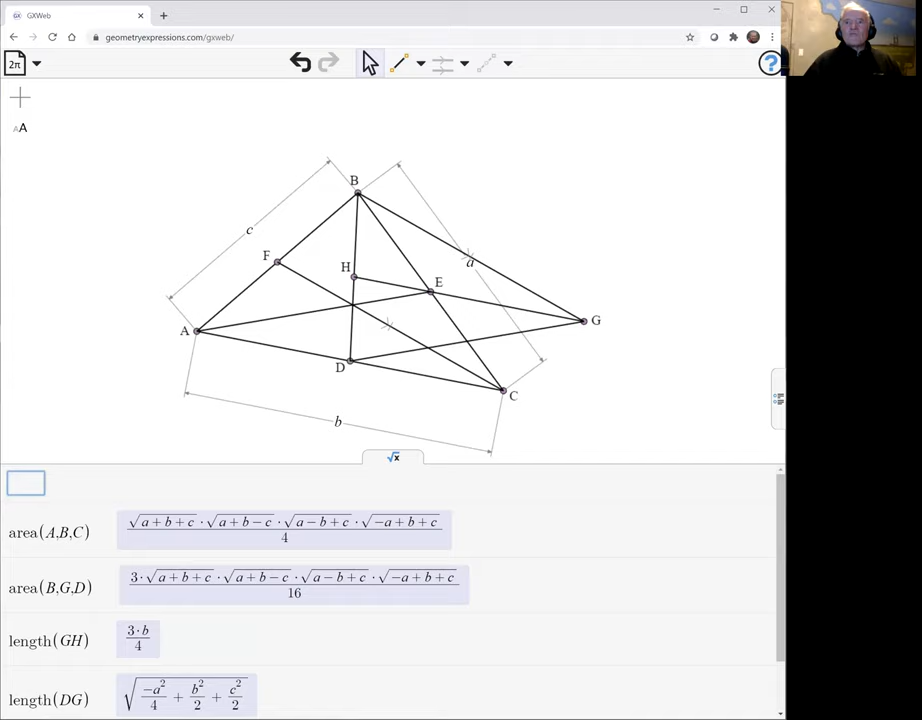 GXWeb
geometryexpressions.com/gxweb/
2π
?
AA
B
c
a
F
H
E
A
G
D
C
b
√x
area(A,B,C) √a+b+c · √a+b−c · √a−b+c · √−a+b+c / 4
area(B,G,D) 3·√a+b+c · √a+b−c · √a−b+c · √−a+b+c / 16
length(GH) 3·b / 4
length(DG) √(−a²/4 + b²/2 + c²/2)